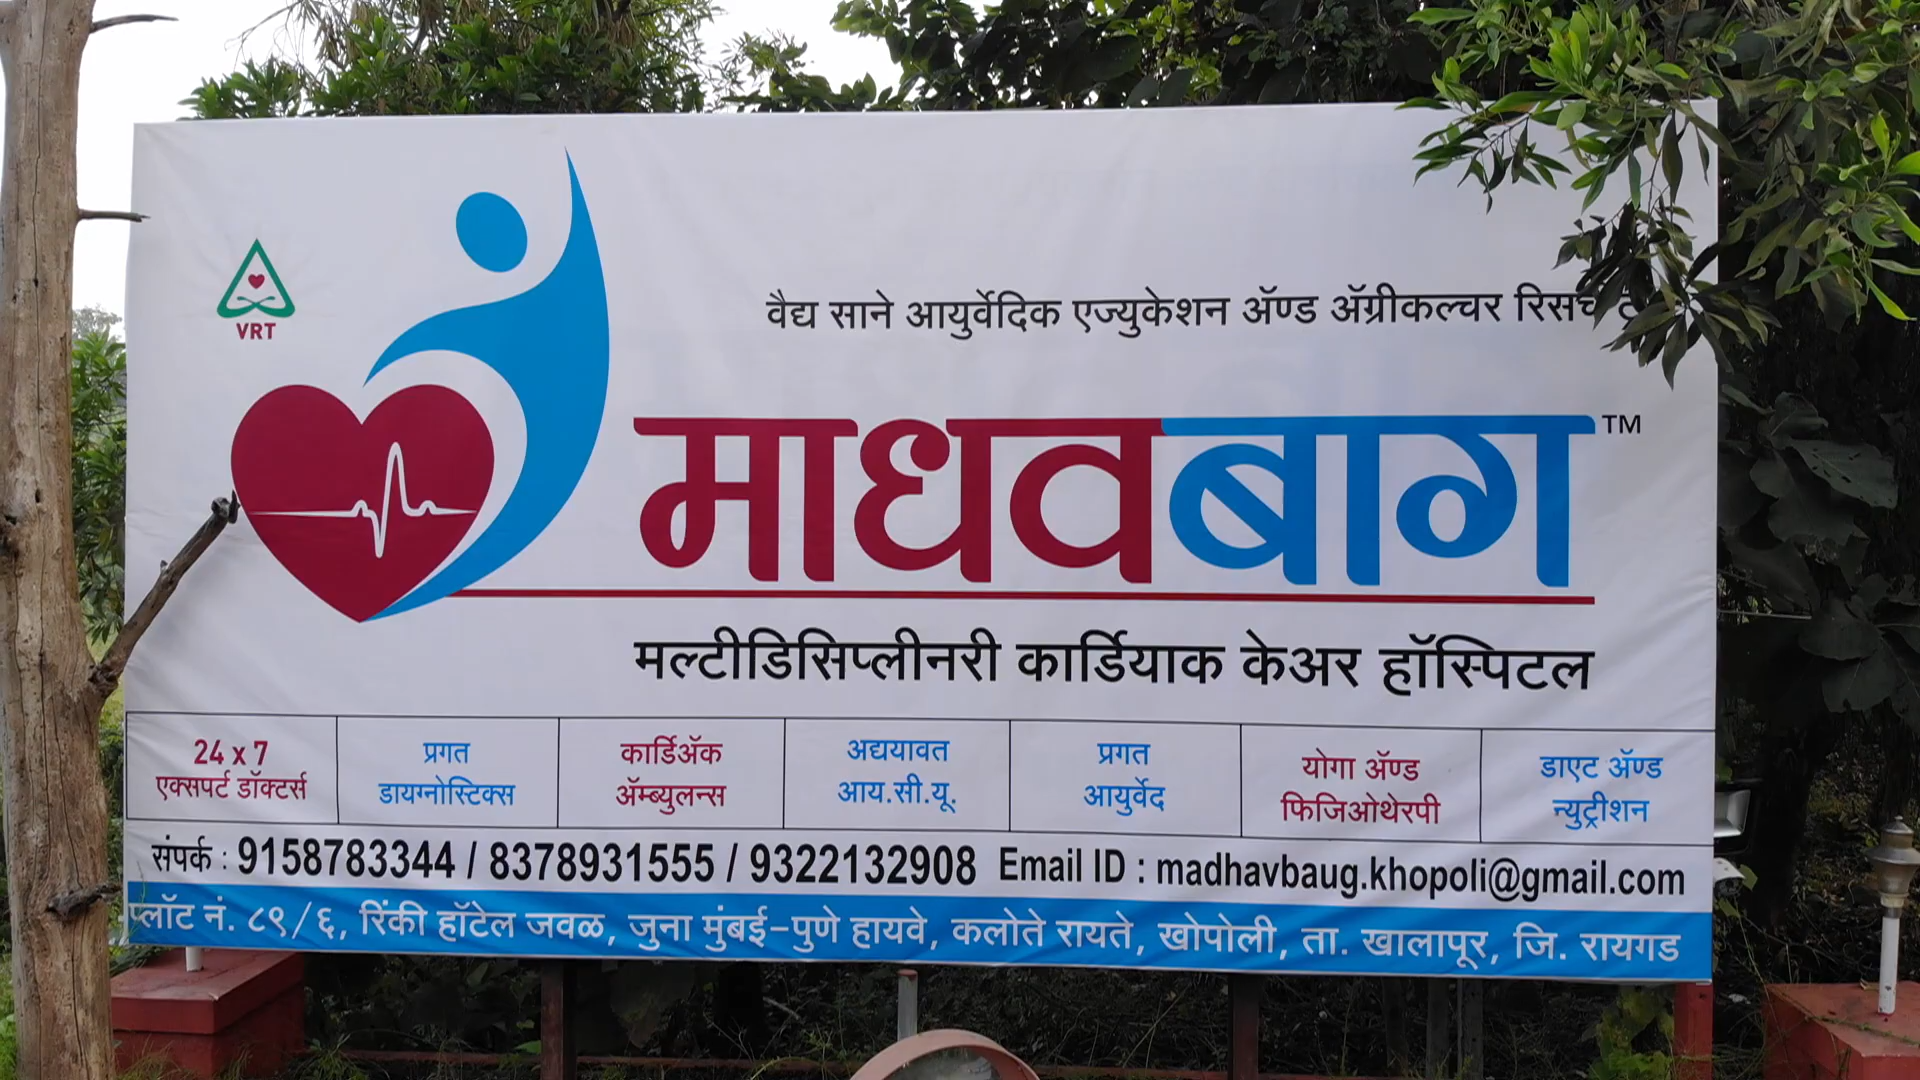 VRT
वैद्य साने आयुर्वेदिक एज्युकेशन ॲण्ड ॲग्रीकल्चर
माधवबाग TM
मल्टीडिसिप्लीनरी कार्डियाक केअर हॉस्पिटल
24 x 7
एक्सपर्ट डॉक्टर्स
प्रगत
डायग्नोस्टिक्स
कार्डिॲक
ॲम्ब्युलन्स
अद्ययावत
आय.सी.यू.
प्रगत
आयुर्वेद
योगा ॲण्ड
फिजिओथेरपी
डाएट ॲण्ड
न्युट्रीशन
संपर्क : 9158783344 / 8378931555 / 9322132908 Email ID : madhavbaug.khopoli@gmail.com
प्लॉट नं. ८९/६, रिंकी हॉटेल जवळ, जुना मुंबई-पुणे हायवे, कलोते रायते, खोपोली, ता. खालापूर, जि. रायगड